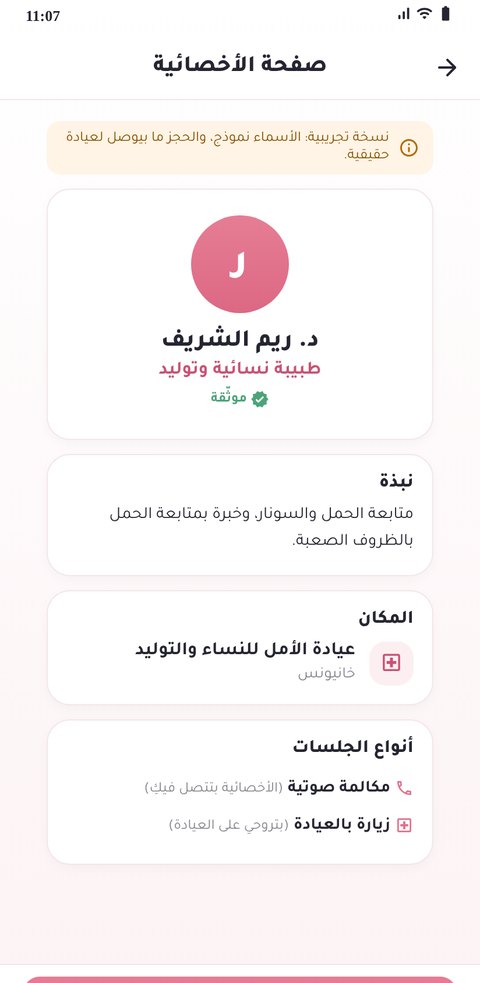 11:07
صفحة الأخصائية
نسخة تجريبية: الأسماء نموذج، والحجز ما بيوصل لعيادة
حقيقية.
ر
د. ريم الشريف
طبيبة نسائية وتوليد
موثّقة
نبذة
متابعة الحمل والسونار، وخبرة بمتابعة الحمل
بالظروف الصعبة.
المكان
عيادة الأمل للنساء والتوليد
خانيونس
أنواع الجلسات
مكالمة صوتية (الأخصائية بتتصل فيكِ)
زيارة بالعيادة (بتروحي على العيادة)